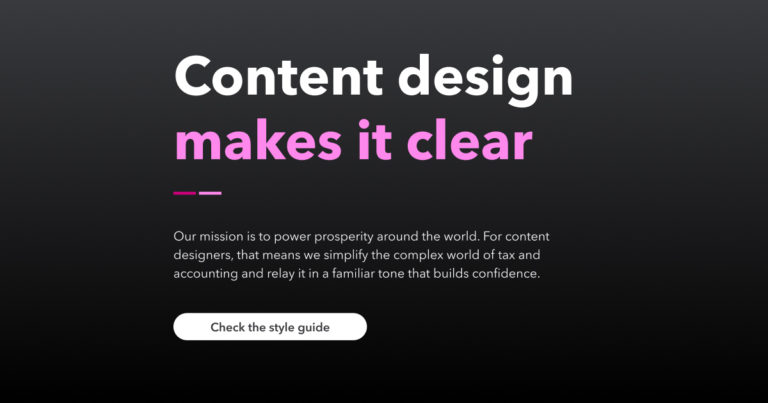 Content design
makes it clear
Our mission is to power prosperity around the world. For content
designers, that means we simplify the complex world of tax and
accounting and relay it in a familiar tone that builds confidence.
Check the style guide